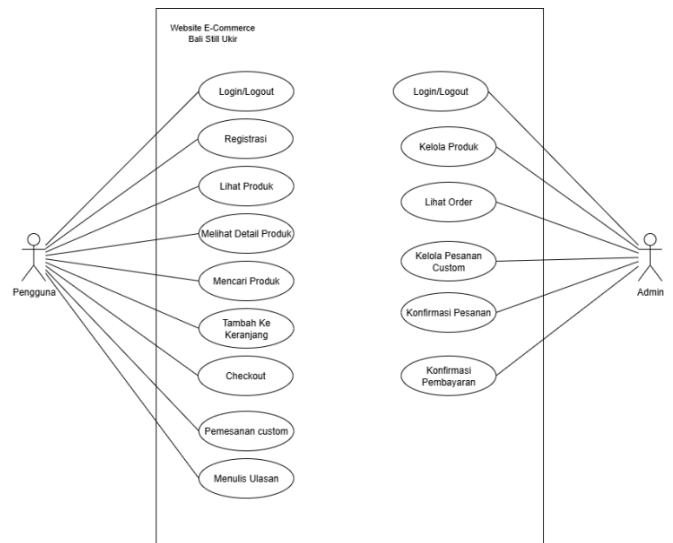 Website E-Commerce
Bali Still Ukir
Login/Logout
Registrasi
Lihat Produk
Melihat Detail Produk
Mencari Produk
Tambah Ke
Keranjang
Checkout
Pemesanan custom
Menulis Ulasan
Pengguna
Login/Logout
Kelola Produk
Lihat Order
Kelola Pesanan
Custom
Konfirmasi Pesanan
Konfirmasi
Pembayaran
Admin